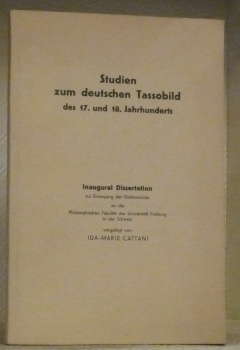 Studien
zum deutschen Tassobild
des 17. und 18. Jahrhunderts
Inaugural Dissertation
zur Erlangung der Doktorwürde
an der
Philosophischen Fakultät der Universität Freiburg
in der Schweiz
vorgelegt von
IDA-MARIE CATTANI